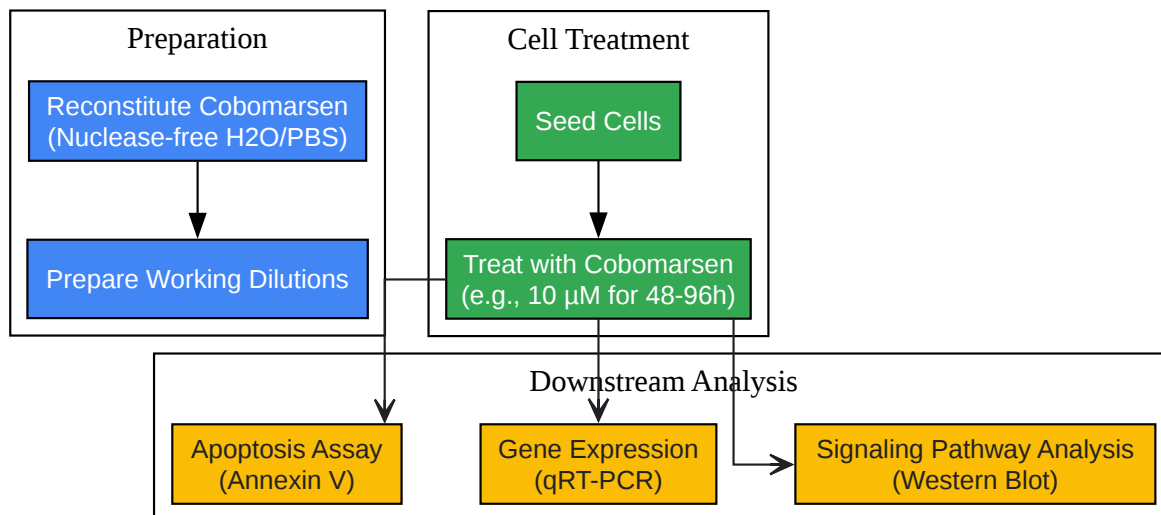 Preparation
Reconstitute Cobomarsen
(Nuclease-free H2O/PBS)
Prepare Working Dilutions
Cell Treatment
Seed Cells
Treat with Cobomarsen
(e.g., 10 µM for 48-96h)
Downstream Analysis
Apoptosis Assay
(Annexin V)
Gene Expression
(qRT-PCR)
Signaling Pathway Analysis
(Western Blot)